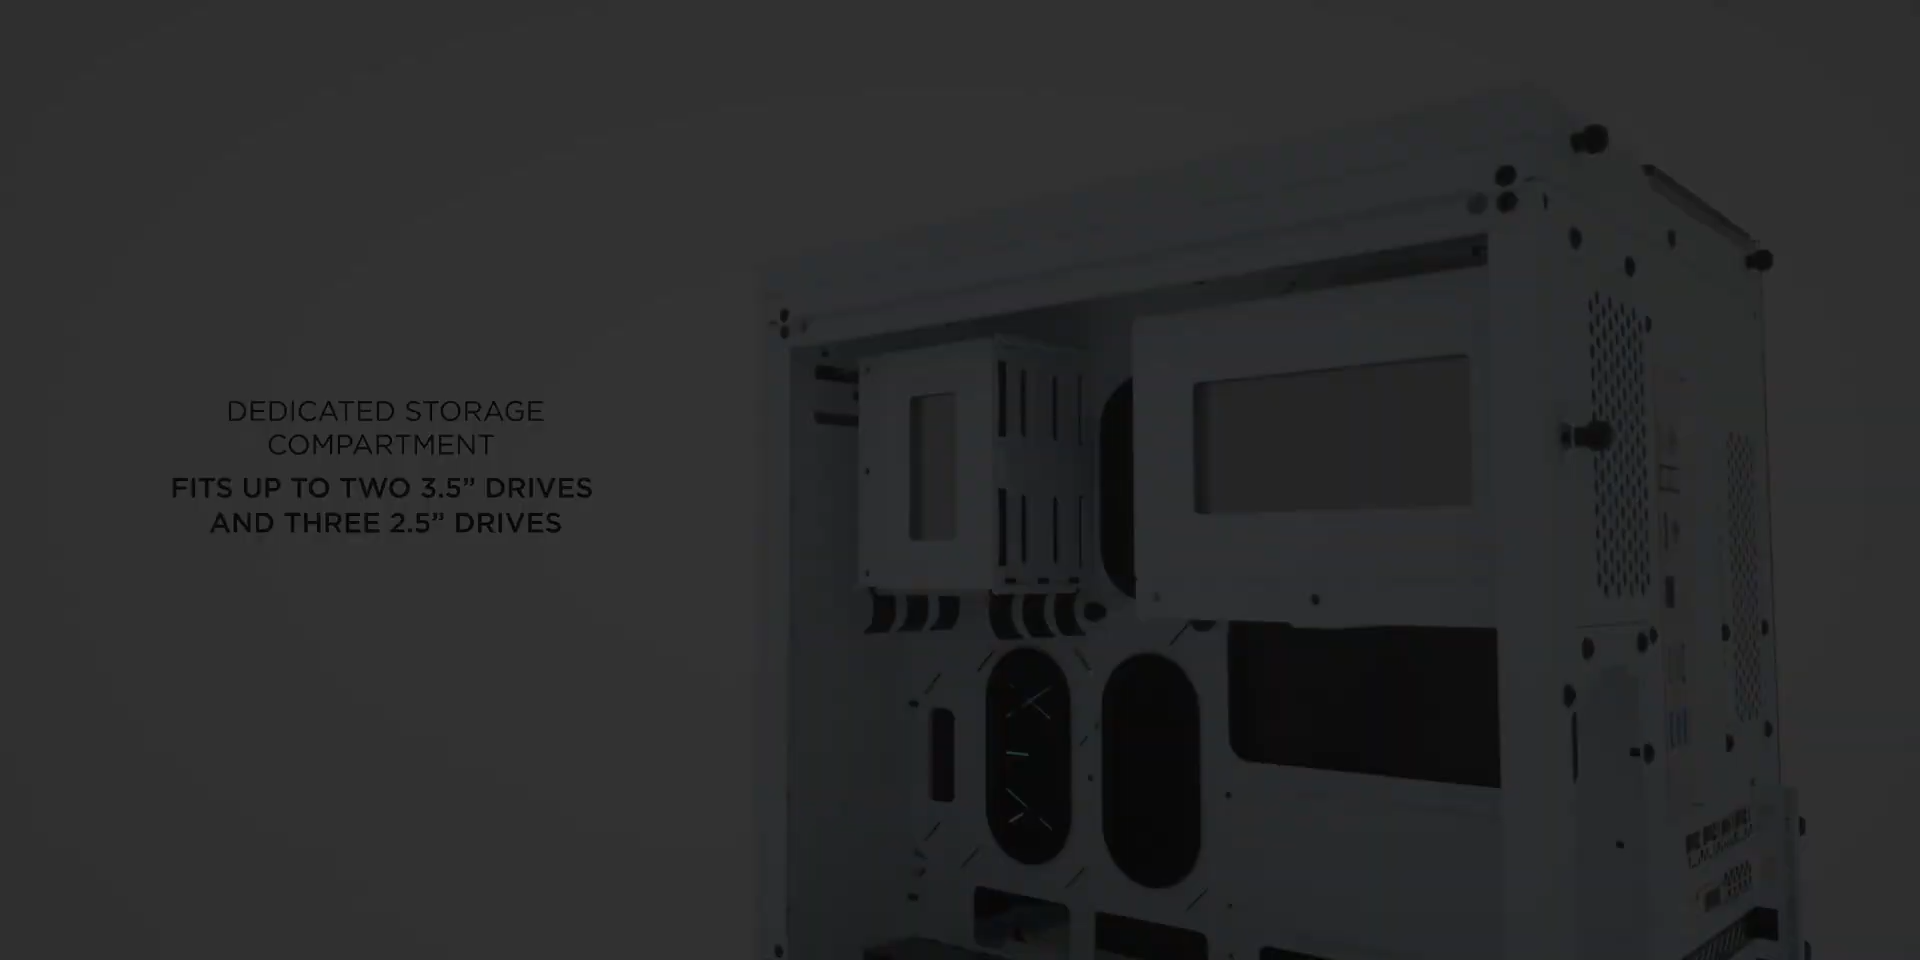 DEDICATED STORAGE
COMPARTMENT
FITS UP TO TWO 3.5” DRIVES
AND THREE 2.5” DRIVES